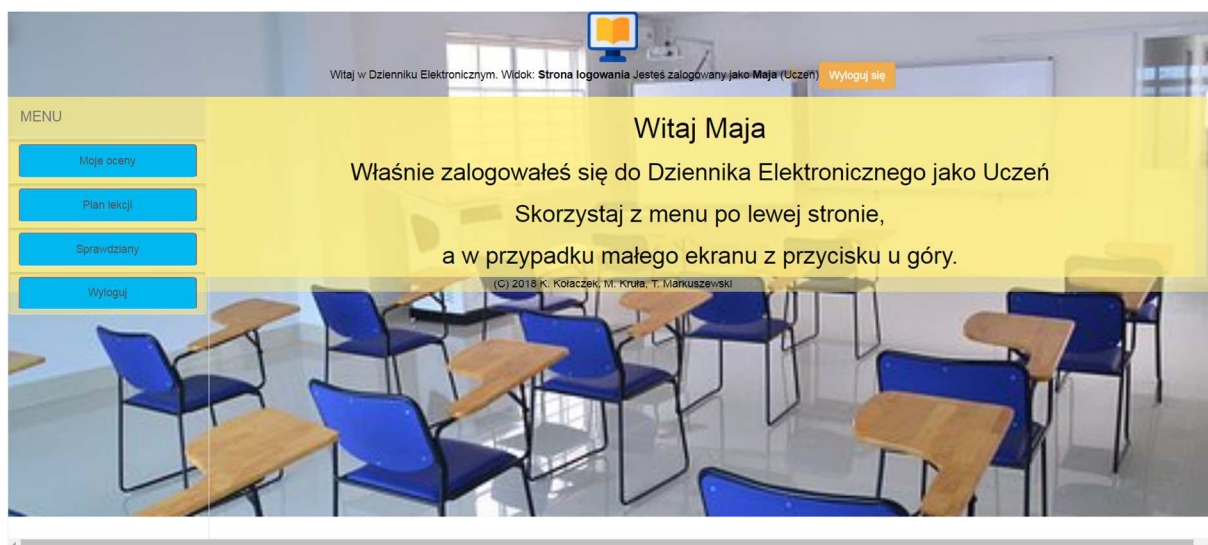 Witaj w Dzienniku Elektronicznym. Widok: Strona logowania Jesteś zalogowany jako Maja (Uczeń) Wyloguj się
MENU
Moje oceny
Plan lekcji
Sprawdziany
Wyloguj
Witaj Maja
Właśnie zalogowałeś się do Dziennika Elektronicznego jako Uczeń
Skorzystaj z menu po lewej stronie,
a w przypadku małego ekranu z przycisku u góry.
(C) 2018 K. Kołaczek, M. Kruła, T. Markuszewski